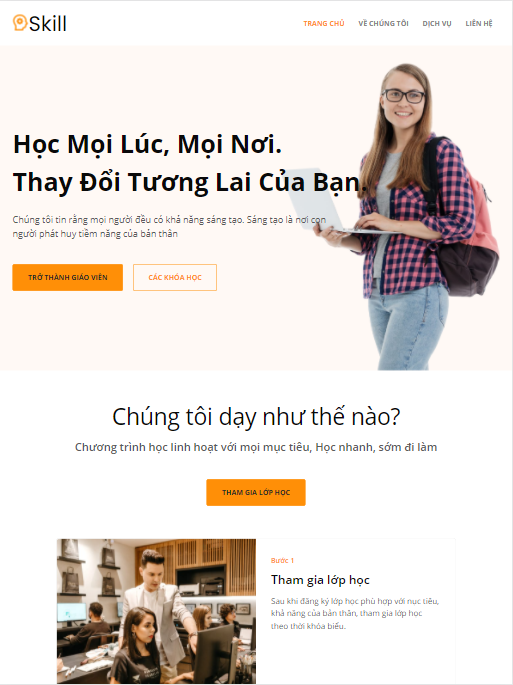 Skill
TRANG CHỦ VỀ CHÚNG TÔI DỊCH VỤ LIÊN HỆ
Học Mọi Lúc, Mọi Nơi.
Thay Đổi Tương Lai Của Bạn.
Chúng tôi tin rằng mọi người đều có khả năng sáng tạo. Sáng tạo là nơi con
người phát huy tiềm năng của bản thân
TRỞ THÀNH GIÁO VIÊN CÁC KHÓA HỌC
Chúng tôi dạy như thế nào?
Chương trình học linh hoạt với mọi mục tiêu, Học nhanh, sớm đi làm
THAM GIA LỚP HỌC
Bước 1
Tham gia lớp học
Sau khi đăng ký lớp học phù hợp với nục tiêu,
khả năng của bản thân, tham gia lớp học
theo thời khóa biểu.